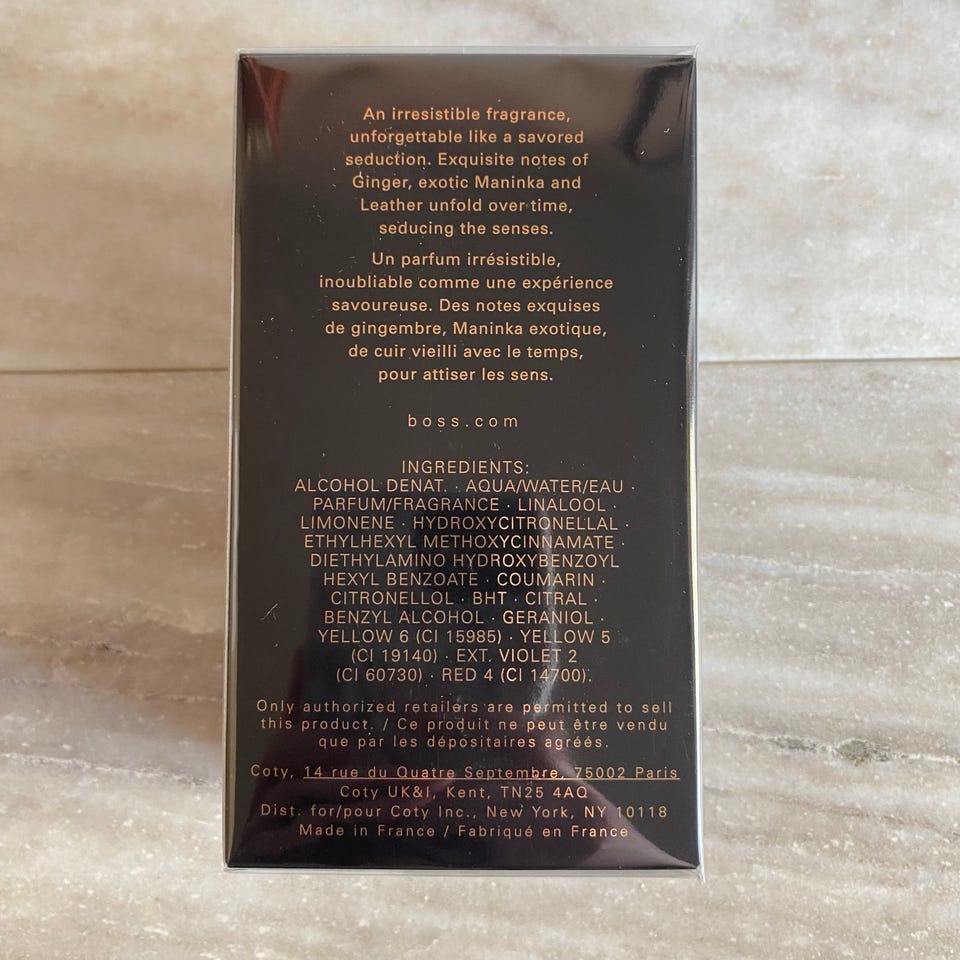 An irresistible fragrance,
unforgettable like a savored
seduction. Exquisite notes of
Ginger, exotic Maninka and
Leather unfold over time,
seducing the senses.
Un parfum irrésistible,
inoubliable comme une expérience
savoureuse. Des notes exquises
de gingembre, Maninka exotique,
de cuir vieilli avec le temps,
pour attiser les sens.
boss.com
INGREDIENTS:
ALCOHOL DENAT. · AQUA/WATER/EAU ·
PARFUM/FRAGRANCE · LINALOOL ·
LIMONENE · HYDROXYCITRONELLAL ·
ETHYLHEXYL METHOXYCINNAMATE ·
DIETHYLAMINO HYDROXYBENZOYL
HEXYL BENZOATE · COUMARIN ·
CITRONELLOL · BHT · CITRAL ·
BENZYL ALCOHOL · GERANIOL ·
YELLOW 6 (CI 15985) · YELLOW 5
(CI 19140) · EXT. VIOLET 2
(CI 60730) · RED 4 (CI 14700).
Only authorized retailers are permitted to sell
this product. / Ce produit ne peut être vendu
que par les dépositaires agréés.
Coty, 14 rue du Quatre Septembre, 75002 Paris
Coty UK&I, Kent, TN25 4AQ
Dist. for/pour Coty Inc., New York, NY 10118
Made in France / Fabriqué en France